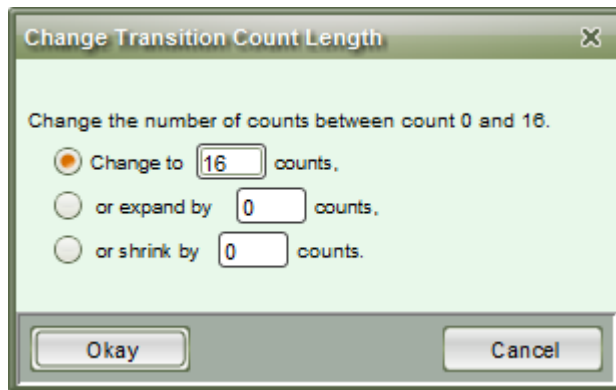 Change Transition Count Length
Change the number of counts between count 0 and 16.
Change to 16 counts,
or expand by 0 counts,
or shrink by 0 counts.
Okay Cancel